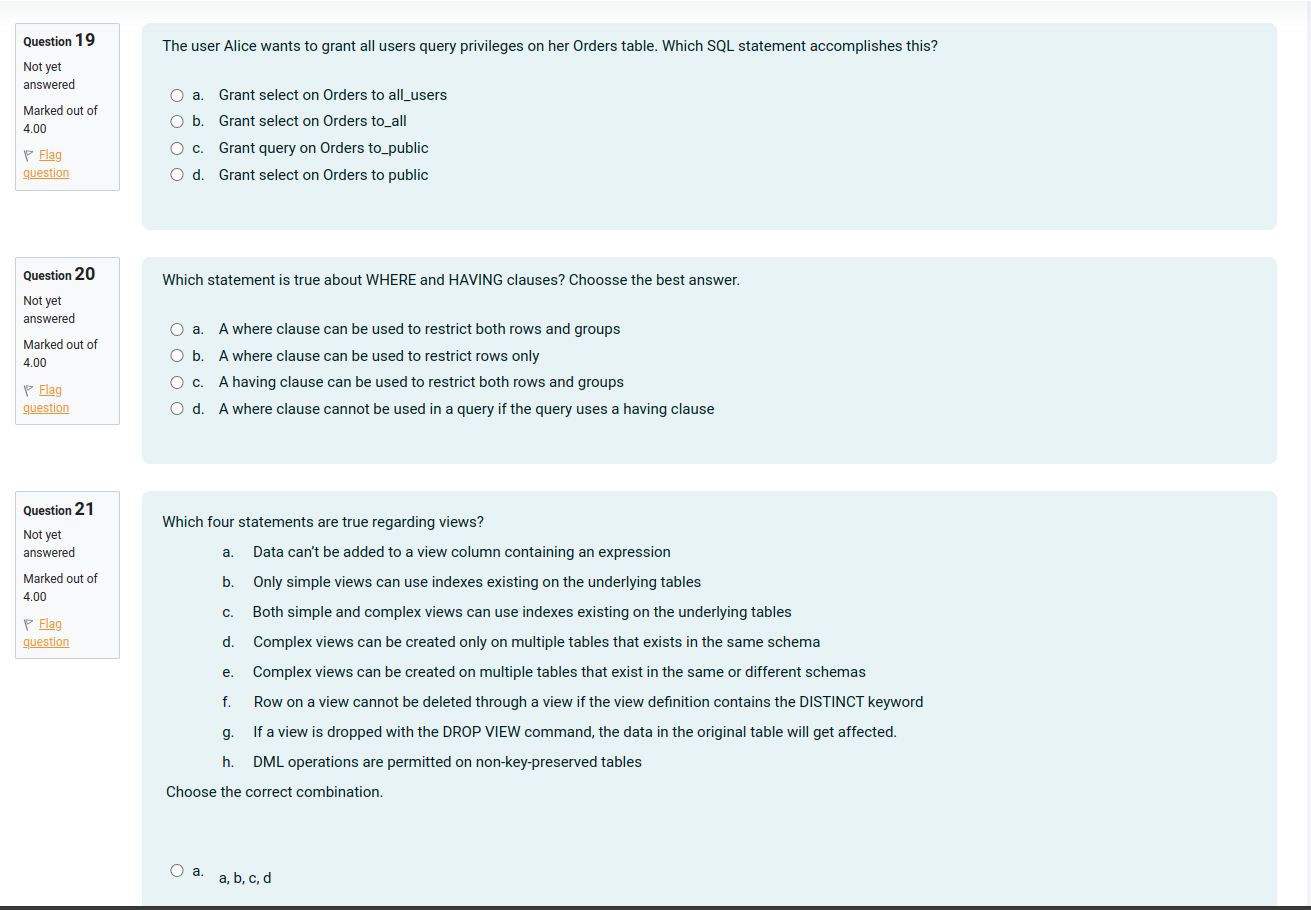 Question 19
Not yet
answered
Marked out of
4.00
Flag
question
The user Alice wants to grant all users query privileges on her Orders table. Which SQL statement accomplishes this?
a. Grant select on Orders to all_users
b. Grant select on Orders to_all
c. Grant query on Orders to_public
d. Grant select on Orders to public
Question 20
Not yet
answered
Marked out of
4.00
Flag
question
Which statement is true about WHERE and HAVING clauses? Choosse the best answer.
a. A where clause can be used to restrict both rows and groups
b. A where clause can be used to restrict rows only
c. A having clause can be used to restrict both rows and groups
d. A where clause cannot be used in a query if the query uses a having clause
Question 21
Not yet
answered
Marked out of
4.00
Flag
question
Which four statements are true regarding views?
a. Data can't be added to a view column containing an expression
b. Only simple views can use indexes existing on the underlying tables
c. Both simple and complex views can use indexes existing on the underlying tables
d. Complex views can be created only on multiple tables that exists in the same schema
e. Complex views can be created on multiple tables that exist in the same or different schemas
f. Row on a view cannot be deleted through a view if the view definition contains the DISTINCT keyword
g. If a view is dropped with the DROP VIEW command, the data in the original table will get affected.
h. DML operations are permitted on non-key-preserved tables
Choose the correct combination.
a. a, b, c, d